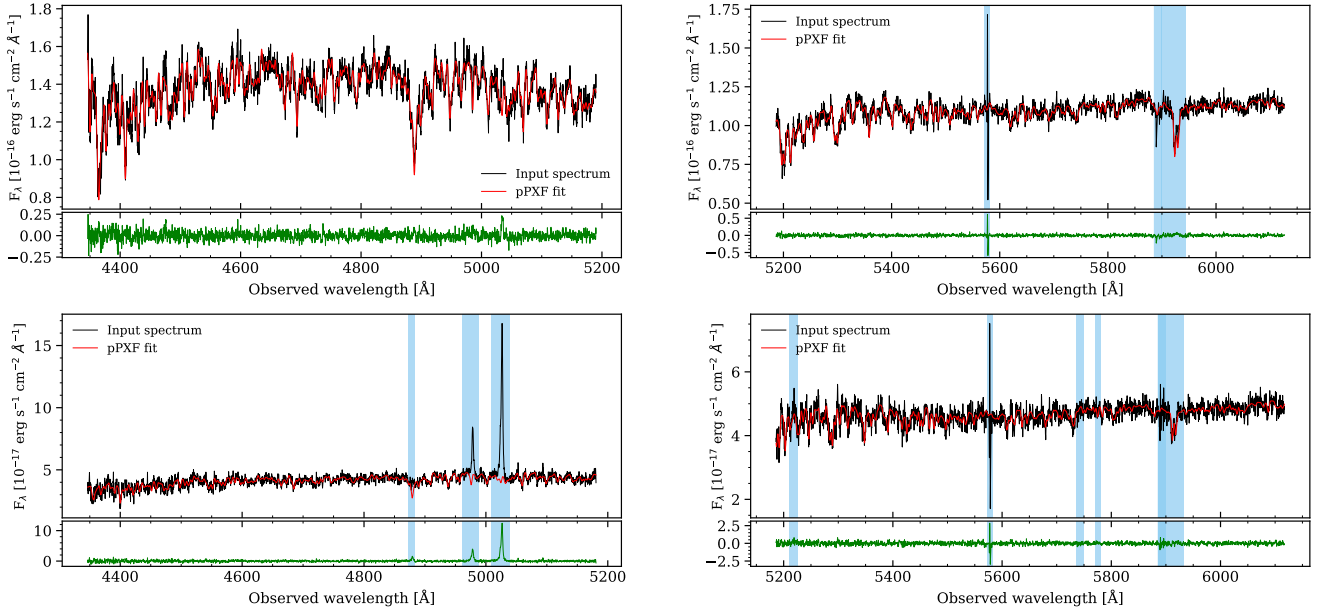 F_λ [10^−16 erg s^−1 cm^−2 Å^−1]
1.8
1.6
1.4
1.2
1.0
0.8
Input spectrum
pPXF fit
0.25
0.00
−0.25
4400 4600 4800 5000 5200
Observed wavelength [Å]
F_λ [10^−16 erg s^−1 cm^−2 Å^−1]
1.75
1.50
1.25
1.00
0.75
0.50
Input spectrum
pPXF fit
0.5
0.0
−0.5
5200 5400 5600 5800 6000
Observed wavelength [Å]
F_λ [10^−17 erg s^−1 cm^−2 Å^−1]
15
10
5
Input spectrum
pPXF fit
10
0
4400 4600 4800 5000 5200
Observed wavelength [Å]
F_λ [10^−17 erg s^−1 cm^−2 Å^−1]
6
4
2
Input spectrum
pPXF fit
2.5
0.0
−2.5
5200 5400 5600 5800 6000
Observed wavelength [Å]